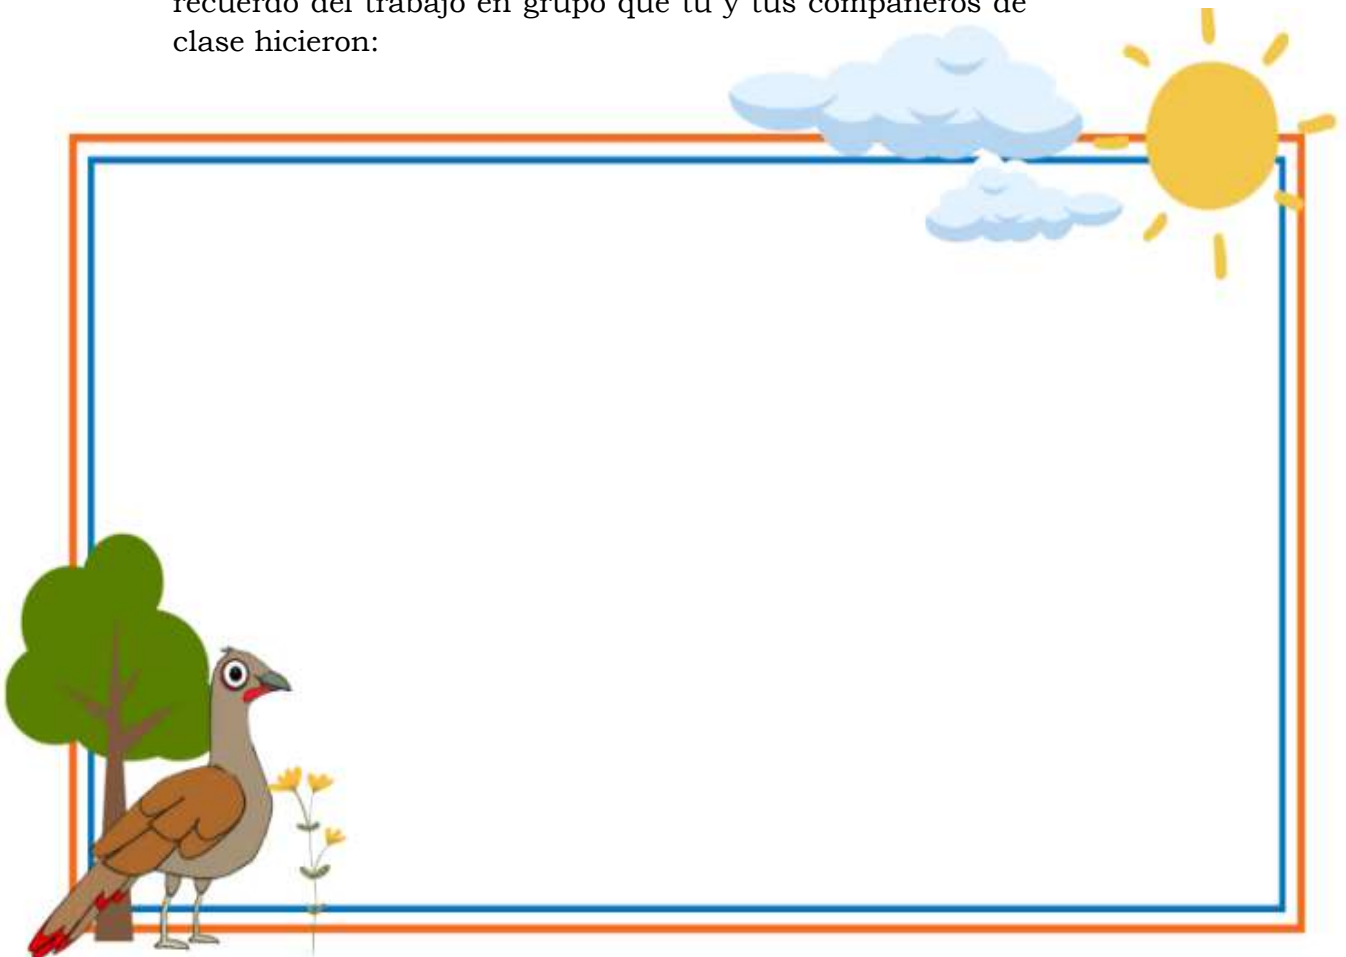 recuerdo del trabajo en grupo que tú y tus compañeros de
clase hicieron: